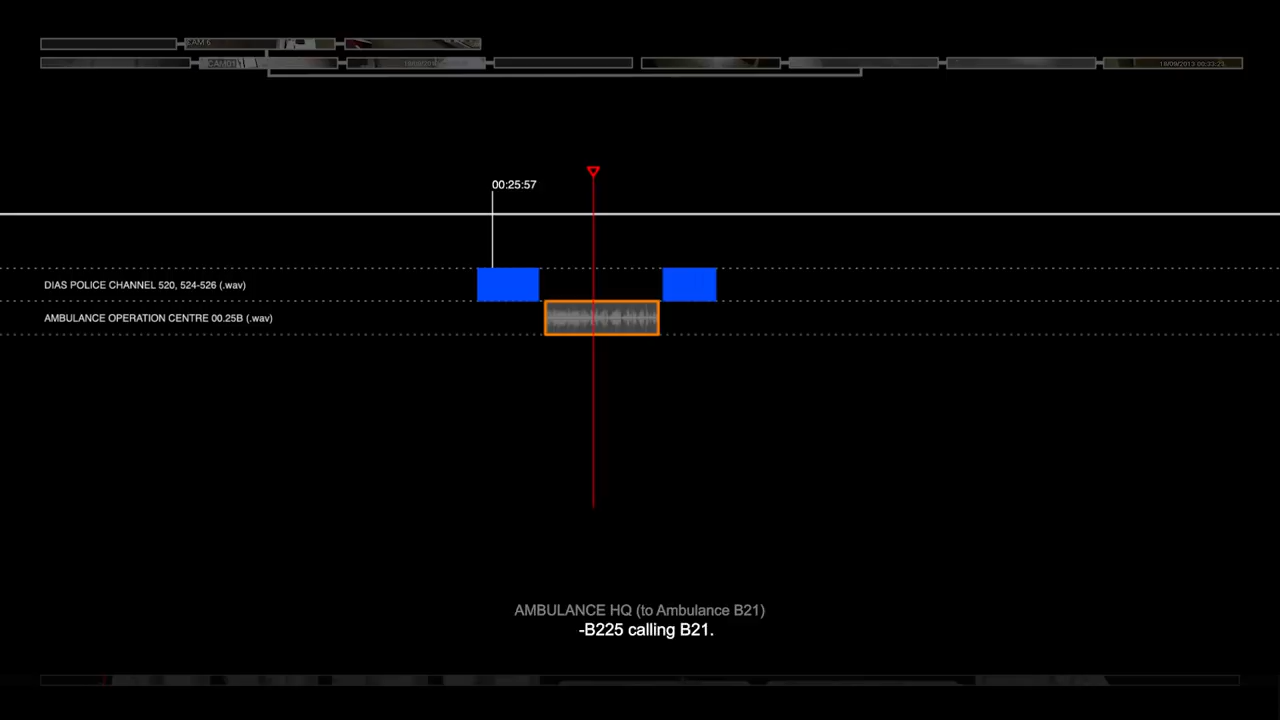 CAM 6
CAM01
18/09/2013 00:33:23
00:25:57
DIAS POLICE CHANNEL 520, 524-526 (.wav)
AMBULANCE OPERATION CENTRE 00.25B (.wav)
AMBULANCE HQ (to Ambulance B21)
-B225 calling B21.